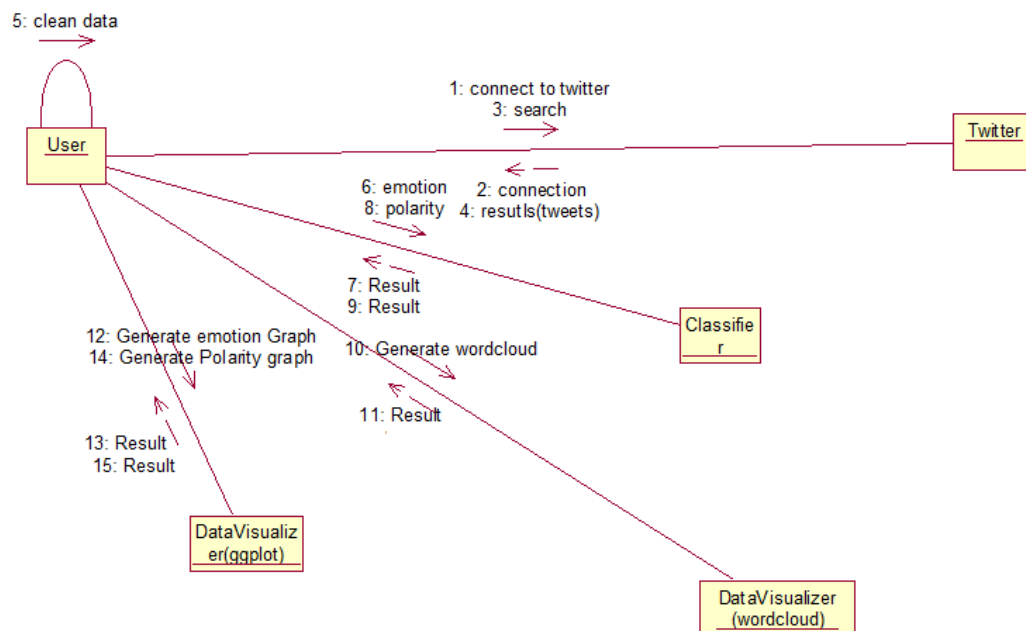 5: clean data
1: connect to twitter
3: search
User
Twitter
6: emotion
8: polarity
2: connection
4: resutls(tweets)
7: Result
9: Result
Classifie
r
12: Generate emotion Graph
14: Generate Polarity graph
10: Generate wordcloud
11: Result
13: Result
15: Result
DataVisualiz
er(ggplot)
DataVisualizer
(wordcloud)